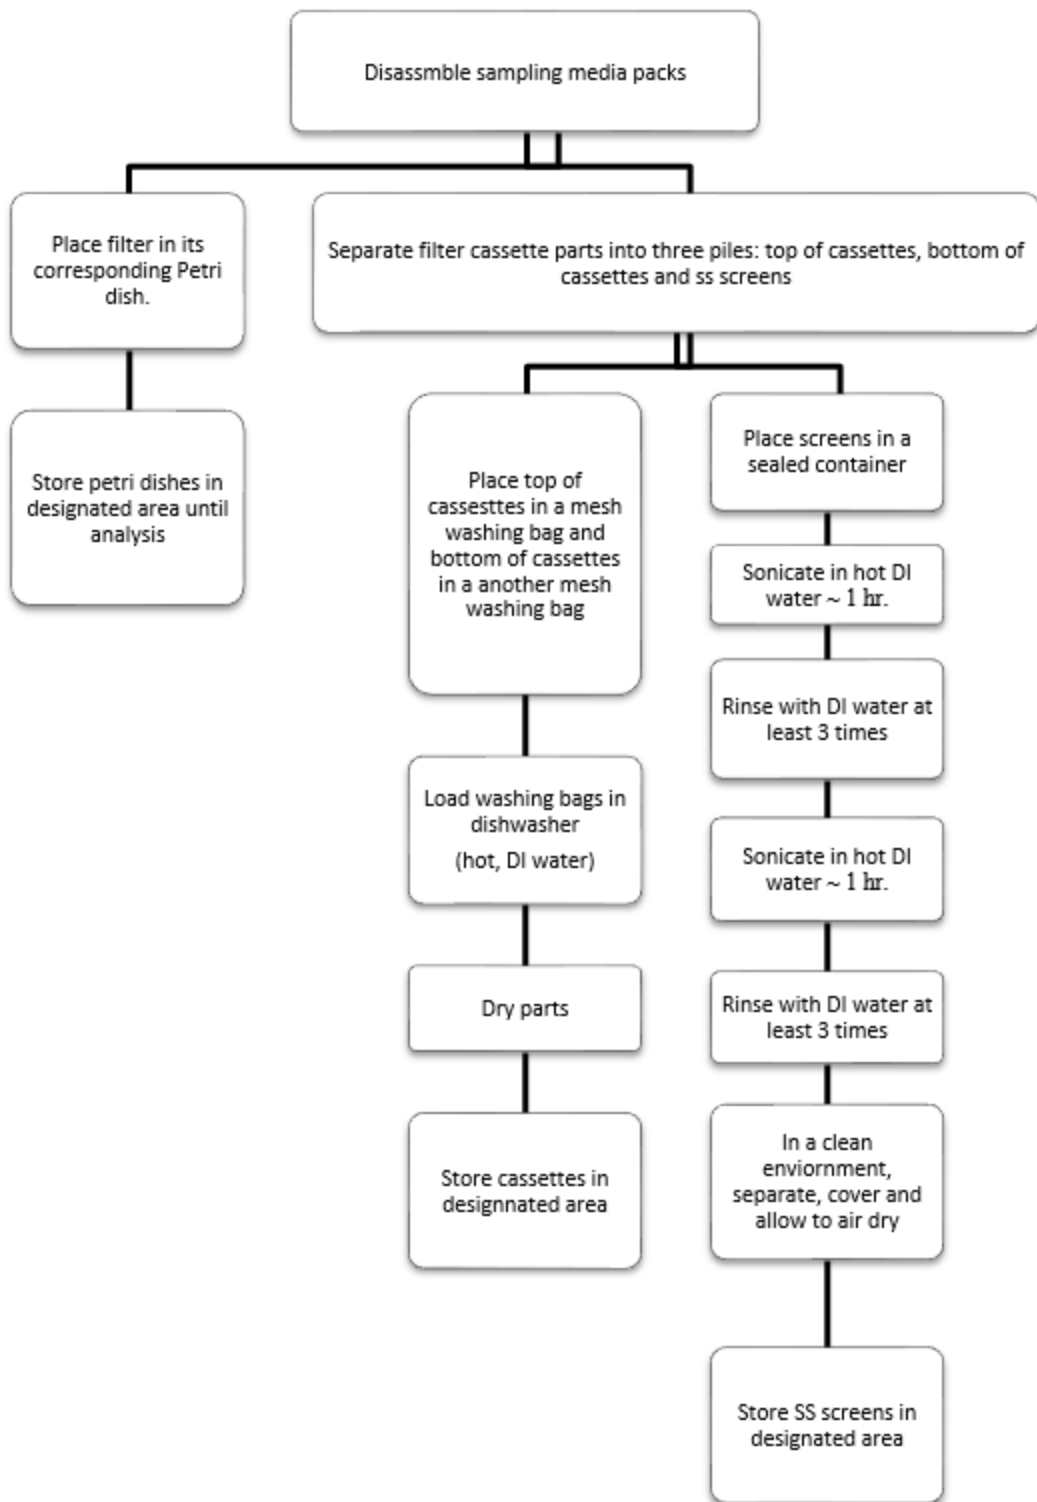 Disassmble sampling media packs
Place filter in its
corresponding Petri
dish.
Separate filter cassette parts into three piles: top of cassettes, bottom of
cassettes and ss screens
Store petri dishes in
designated area until
analysis
Place top of
cassesttes in a mesh
washing bag and
bottom of cassettes
in a another mesh
washing bag
Load washing bags in
dishwasher
(hot, DI water)
Dry parts
Store cassettes in
designnated area
Place screens in a
sealed container
Sonicate in hot DI
water ~ 1 hr.
Rinse with DI water at
least 3 times
Sonicate in hot DI
water ~ 1 hr.
Rinse with DI water at
least 3 times
In a clean
enviornment,
separate, cover and
allow to air dry
Store SS screens in
designated area